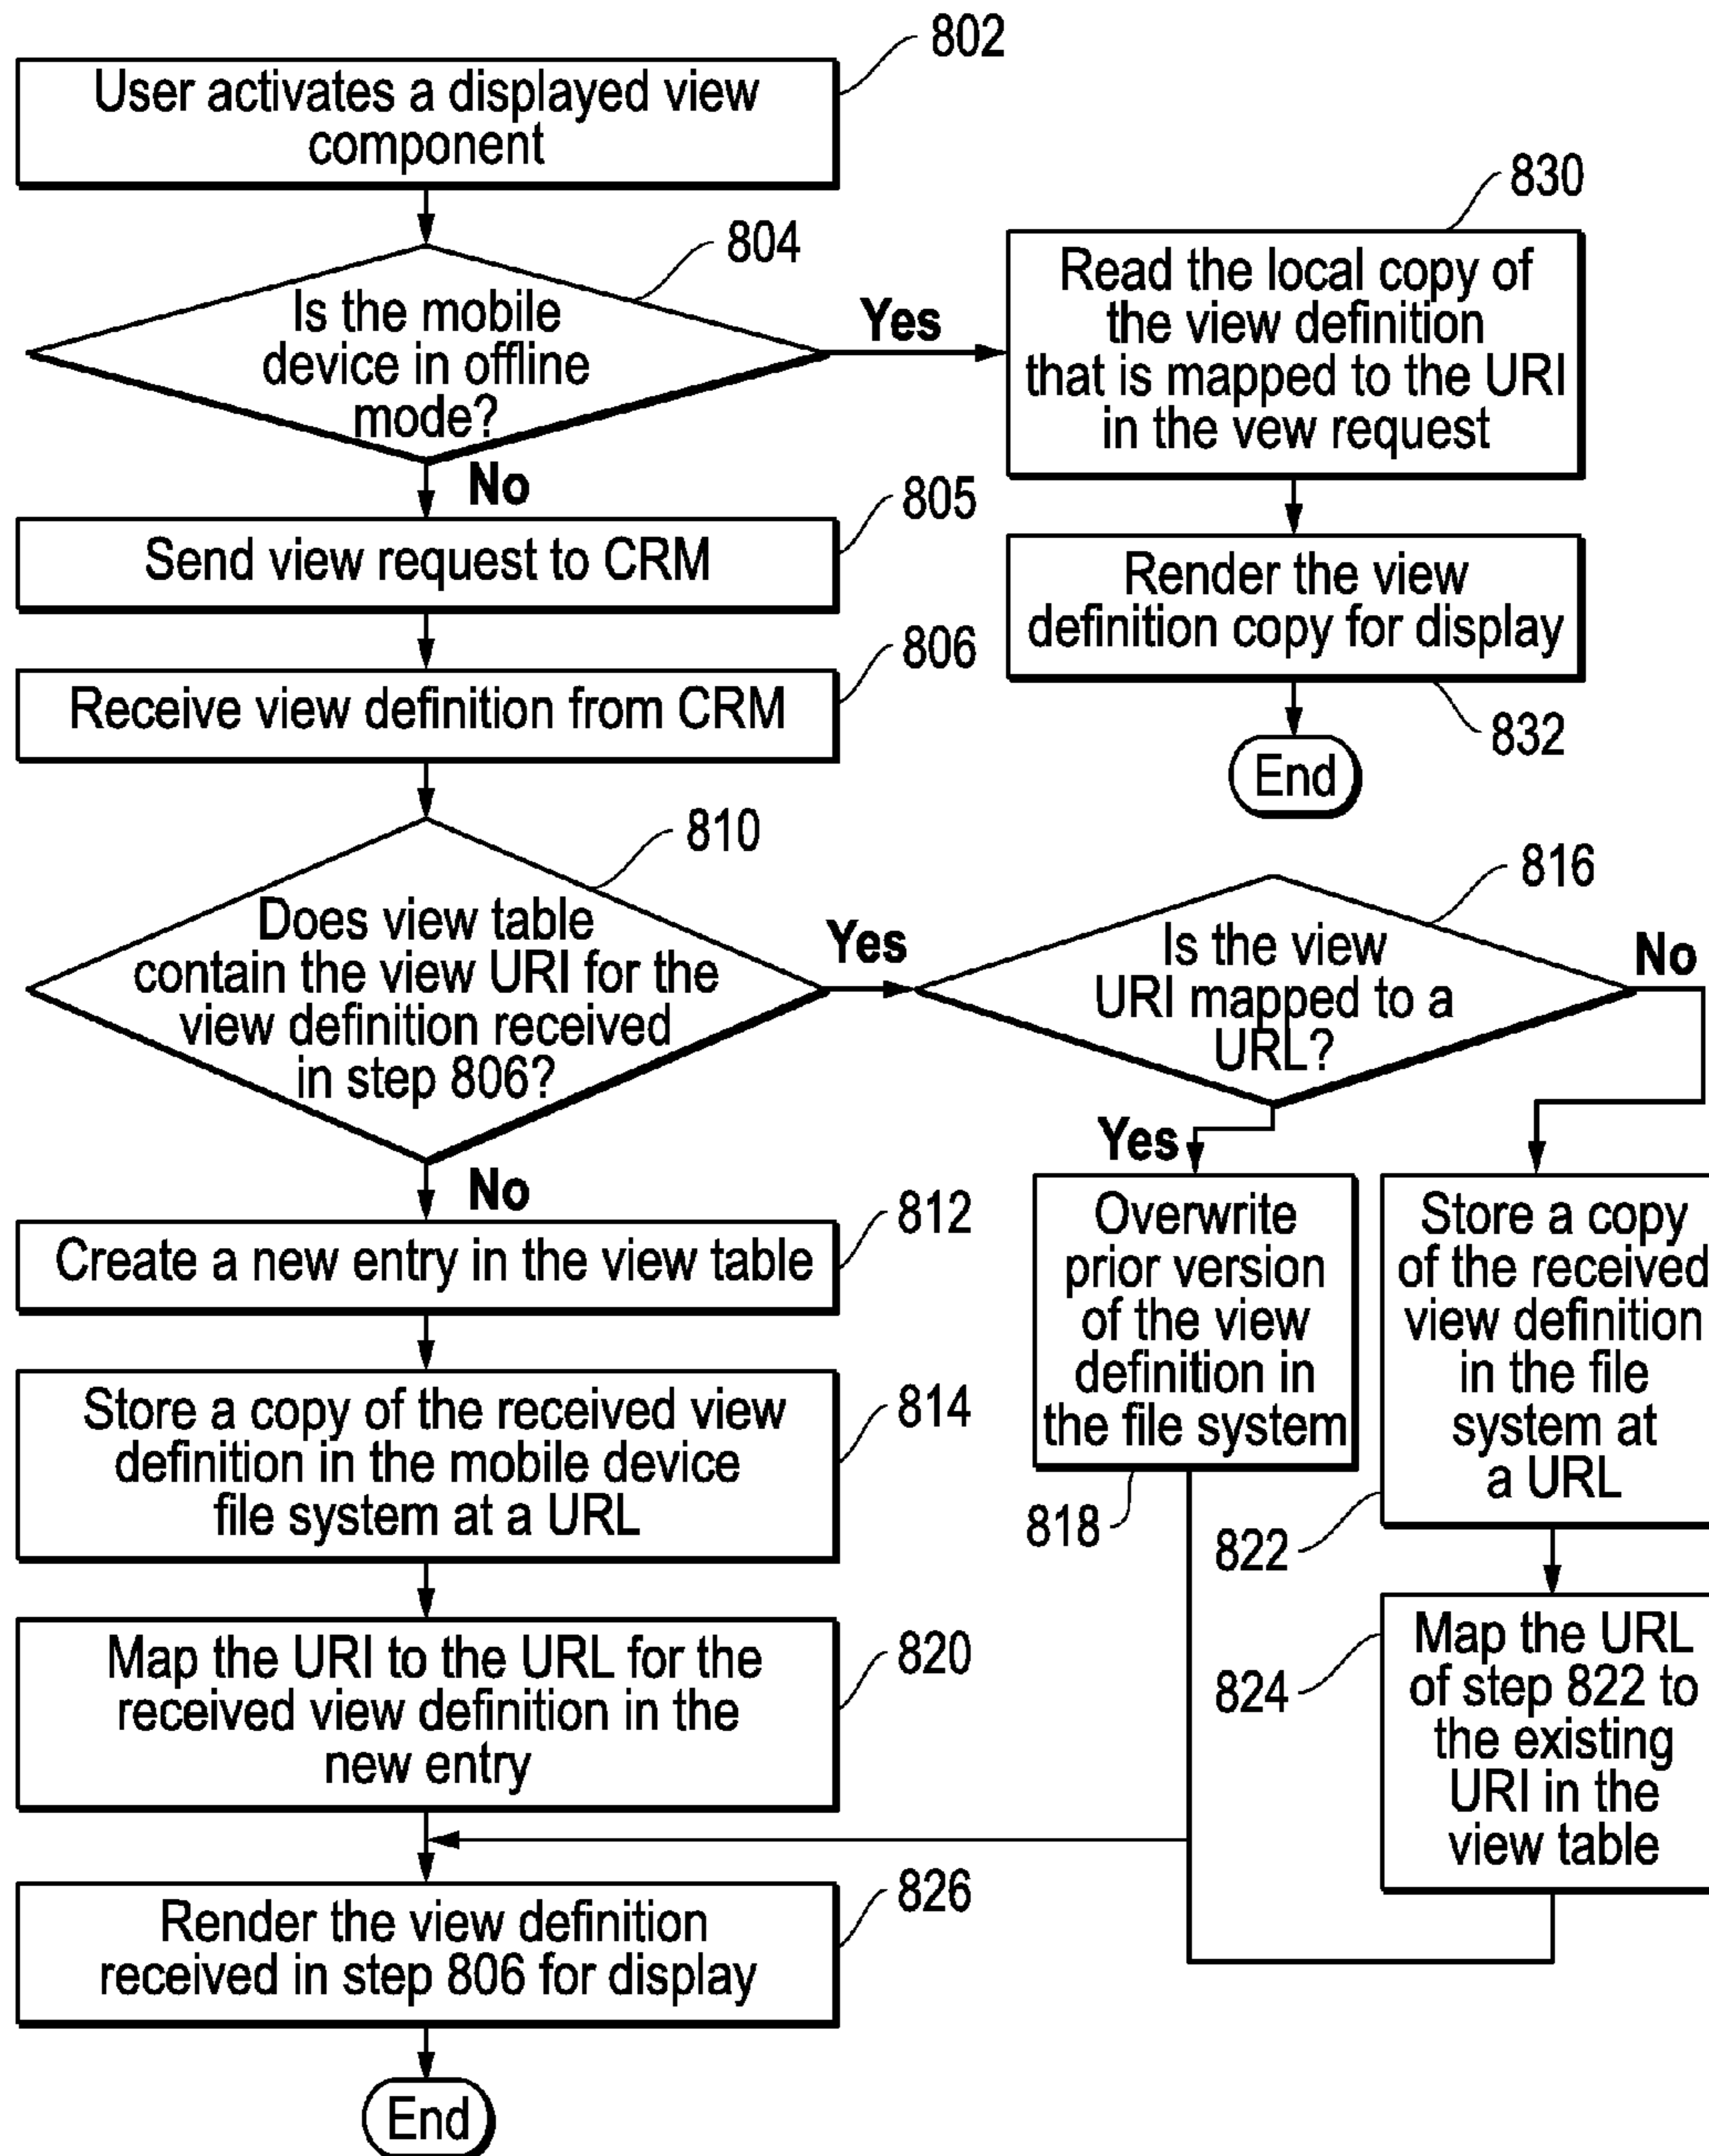 802
User activates a displayed view
component
804
Is the mobile
device in offline
mode?
Yes
No
830
Read the local copy of
the view definition
that is mapped to the URI
in the vew request
805
Send view request to CRM
Render the view
definition copy for display
832
End
806
Receive view definition from CRM
810
Does view table
contain the view URI for the
view definition received
in step 806?
Yes
No
816
Is the view
URI mapped to a
URL?
No
Yes
812
Create a new entry in the view table
Overwrite
prior version
of the view
definition in
the file system
818
Store a copy
of the received
view definition
in the file
system at
a URL
822
814
Store a copy of the received view
definition in the mobile device
file system at a URL
820
Map the URI to the URL for the
received view definition in the
new entry
824
Map the URL
of step 822 to
the existing
URI in the
view table
826
Render the view definition
received in step 806 for display
End